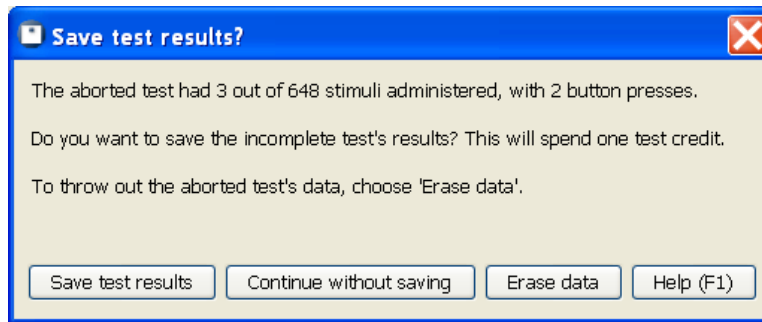 Save test results?
The aborted test had 3 out of 648 stimuli administered, with 2 button presses.
Do you want to save the incomplete test's results? This will spend one test credit.
To throw out the aborted test's data, choose 'Erase data'.
Save test results
Continue without saving
Erase data
Help (F1)